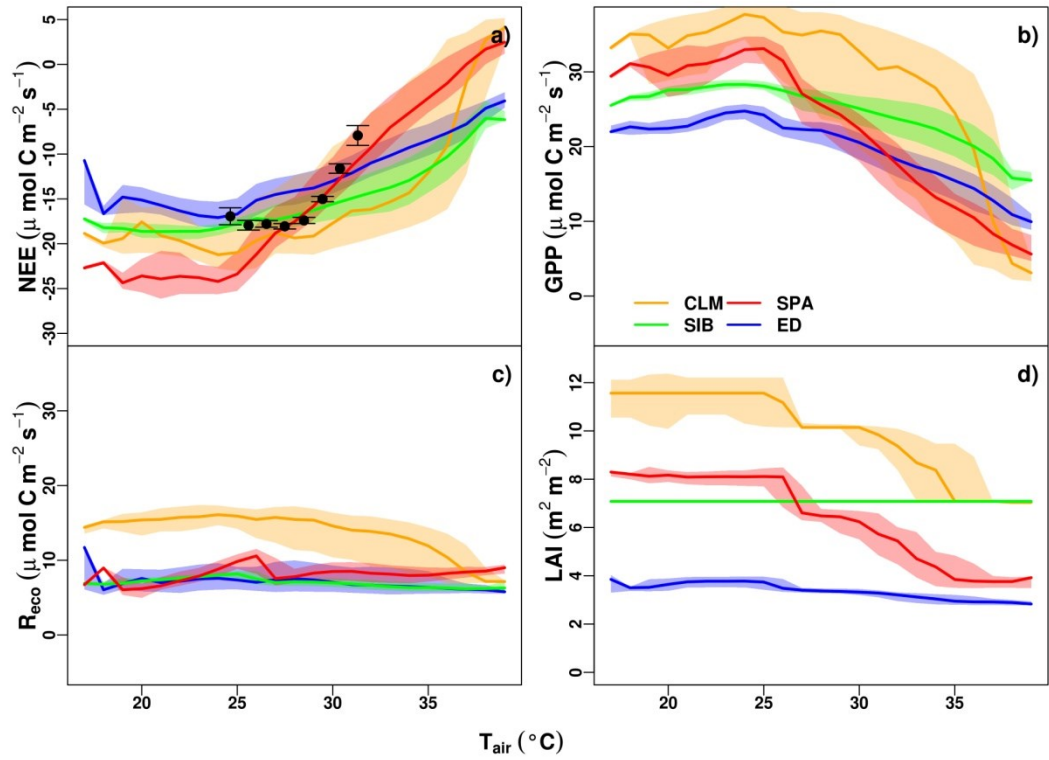 a)
NEE (μ mol C m−2 s−1)
5
0
-5
-10
-15
-20
-25
-30
b)
GPP (μ mol C m−2 s−1)
30
20
10
0
CLM SPA
SIB ED
c)
Reco (μ mol C m−2 s−1)
30
20
10
0
20 25 30 35
d)
LAI (m2 m−2)
12
10
8
6
4
2
0
20 25 30 35
Tair (°C)